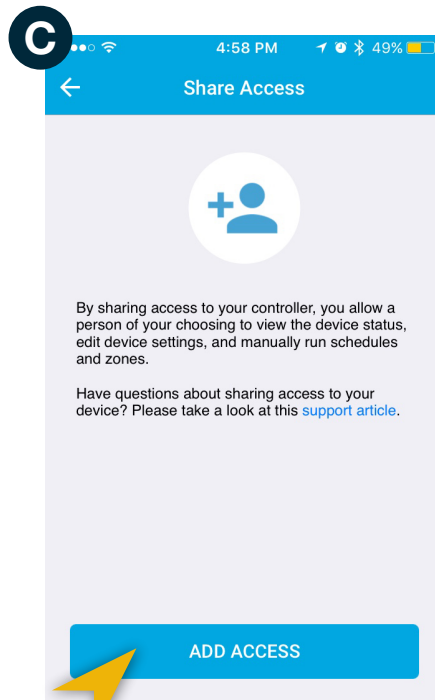 C
4:58 PM 49%
Share Access
By sharing access to your controller, you allow a
person of your choosing to view the device status,
edit device settings, and manually run schedules
and zones.
Have questions about sharing access to your
device? Please take a look at this support article.
ADD ACCESS